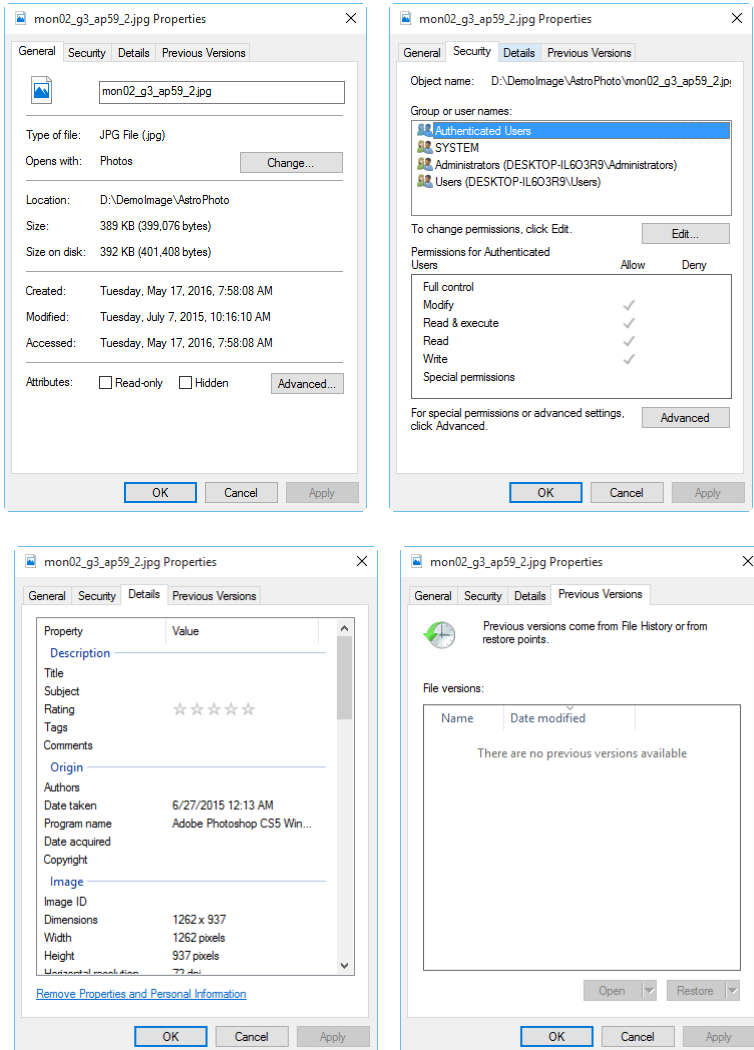 mon02_g3_ap59_2.jpg Properties
General Security Details Previous Versions
mon02_g3_ap59_2.jpg
Type of file: JPG File (.jpg)
Opens with: Photos Change...
Location: D:\DemoImage\AstroPhoto
Size: 389 KB (399,076 bytes)
Size on disk: 392 KB (401,408 bytes)
Created: Tuesday, May 17, 2016, 7:58:08 AM
Modified: Tuesday, July 7, 2015, 10:16:10 AM
Accessed: Tuesday, May 17, 2016, 7:58:08 AM
Attributes: Read-only Hidden Advanced...
OK Cancel Apply
mon02_g3_ap59_2.jpg Properties
General Security Details Previous Versions
Object name: D:\DemoImage\AstroPhoto\mon02_g3_ap59_2.jp
Group or user names:
Authenticated Users
SYSTEM
Administrators (DESKTOP-IL6O3R9\Administrators)
Users (DESKTOP-IL6O3R9\Users)
To change permissions, click Edit. Edit...
Permissions for Authenticated
Users Allow Deny
Full control
Modify
Read & execute
Read
Write
Special permissions
For special permissions or advanced settings,
click Advanced. Advanced
OK Cancel Apply
mon02_g3_ap59_2.jpg Properties
General Security Details Previous Versions
Property Value
Description
Title
Subject
Rating
Tags
Comments
Origin
Authors
Date taken 6/27/2015 12:13 AM
Program name Adobe Photoshop CS5 Win...
Date acquired
Copyright
Image
Image ID
Dimensions 1262 x 937
Width 1262 pixels
Height 937 pixels
Horizontal resolution 72 dpi
Remove Properties and Personal Information
OK Cancel Apply
mon02_g3_ap59_2.jpg Properties
General Security Details Previous Versions
Previous versions come from File History or from
restore points.
File versions:
Name Date modified
There are no previous versions available
Open Restore
OK Cancel Apply